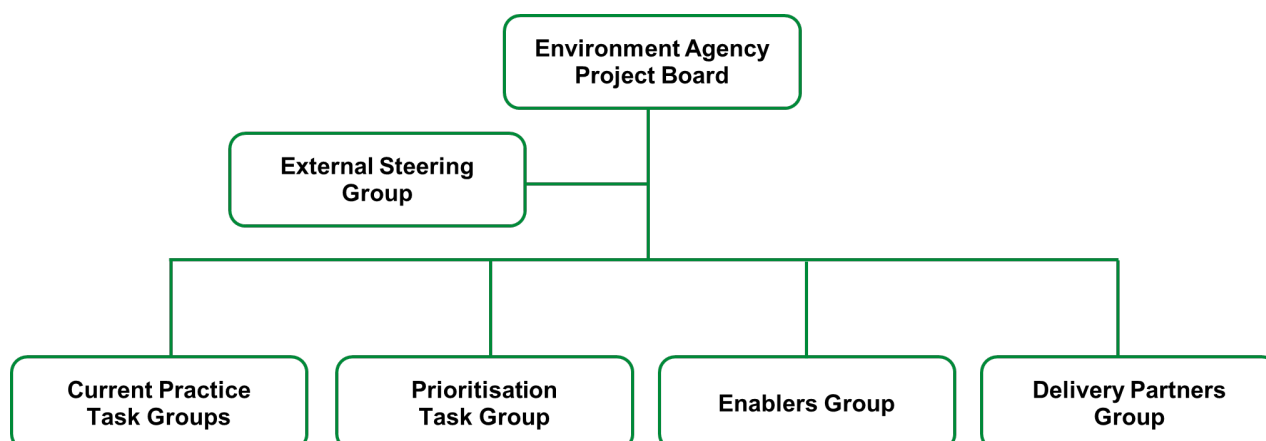 Environment Agency
Project Board
External Steering
Group
Current Practice
Task Groups
Prioritisation
Task Group
Enablers Group
Delivery Partners
Group